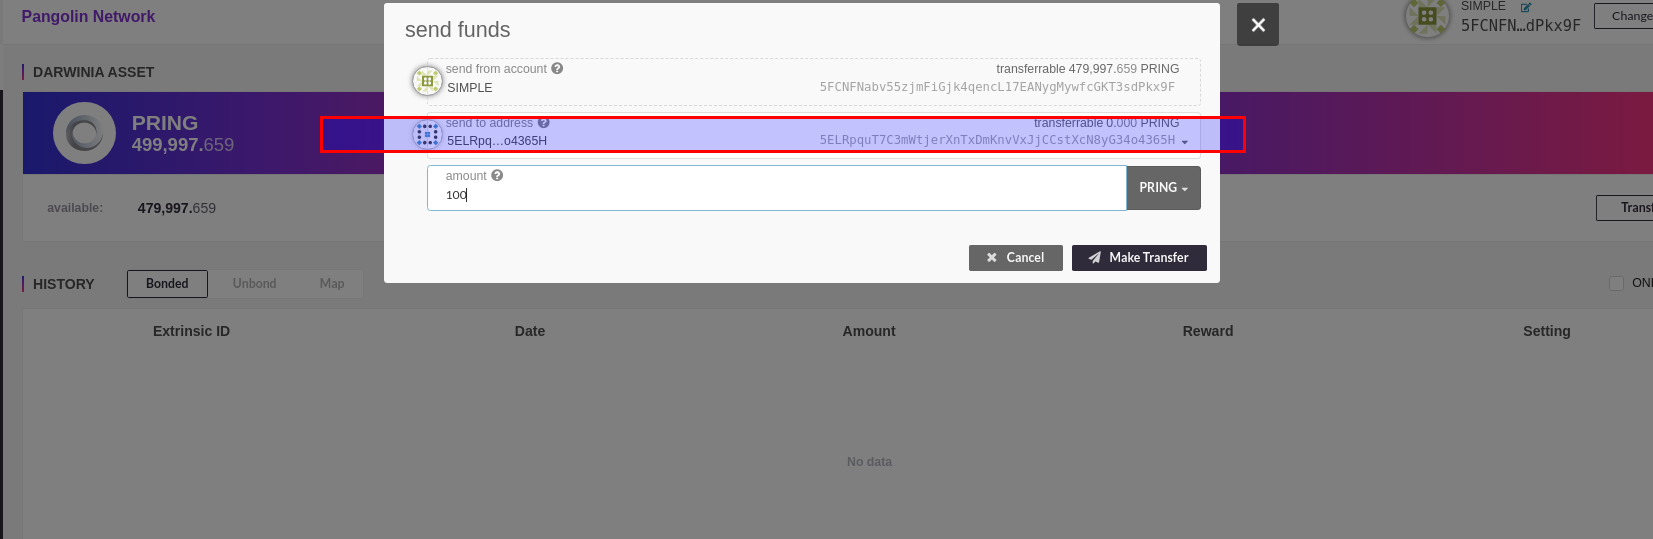 Pangolin Network
SIMPLE
5FCNFN…dPkx9F
Change
send funds
send from account
transferrable 479,997.659 PRING
SIMPLE
5FCNFNabv55zjmFiGjk4qencL17EANygMywfcGKT3sdPkx9F
send to address
transferrable 0.000 PRING
5ELRpq…o4365H
5ELRpquT7C3mWtjerXnTxDmKnvVxJjCCstXcN8yG34o4365H
amount
100
PRING
Cancel
Make Transfer
DARWINIA ASSET
PRING
499,997.659
available:
479,997.659
Transf
HISTORY
Bonded
Unbond
Map
ONL
Extrinsic ID
Date
Amount
Reward
Setting
No data